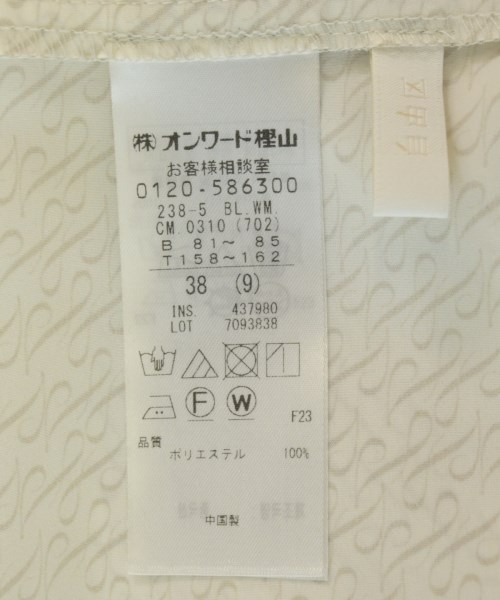 (株)オンワード樫山
お客様相談室
0120-586300
238-5 BL.WM.
CM.0310(702)
B 81〜 85
T158〜162
38 (9)
INS. 437980
LOT 7093838
F
W
F23
品質
ポリエステル 100%
中国製